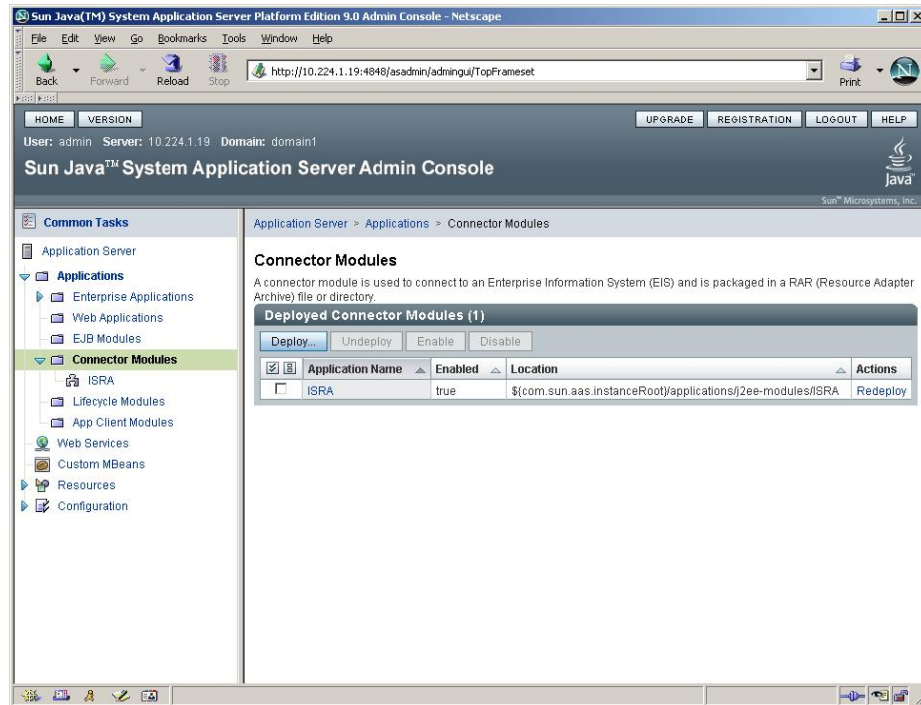 Sun Java(TM) System Application Server Platform Edition 9.0 Admin Console - Netscape
File Edit View Go Bookmarks Tools Window Help
Back Forward Reload Stop http://10.224.1.19:4848/asadmin/admingui/TopFrameset Print N
HOME VERSION UPGRADE REGISTRATION LOGOUT HELP
User: admin Server: 10.224.1.19 Domain: domain1
Sun Java™ System Application Server Admin Console
Java™
Sun™ Microsystems, Inc.
Common Tasks
Application Server
Applications
Enterprise Applications
Web Applications
EJB Modules
Connector Modules
ISRA
Lifecycle Modules
App Client Modules
Web Services
Custom MBeans
Resources
Configuration
Application Server > Applications > Connector Modules
Connector Modules
A connector module is used to connect to an Enterprise Information System (EIS) and is packaged in a RAR (Resource Adapter
Archive) file or directory.
Deployed Connector Modules (1)
Deploy... Undeploy Enable Disable
Application Name Enabled Location Actions
ISRA true ${com.sun.aas.instanceRoot}/applications/j2ee-modules/ISRA Redeploy